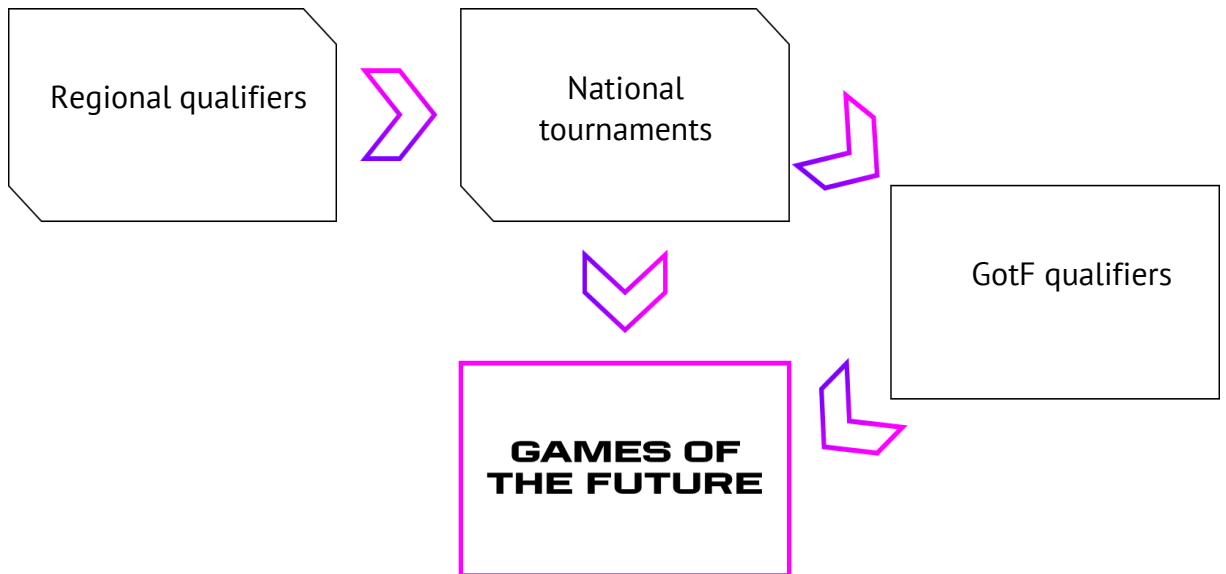 Regional qualifiers
National
tournaments
GotF qualifiers
GAMES OF
THE FUTURE